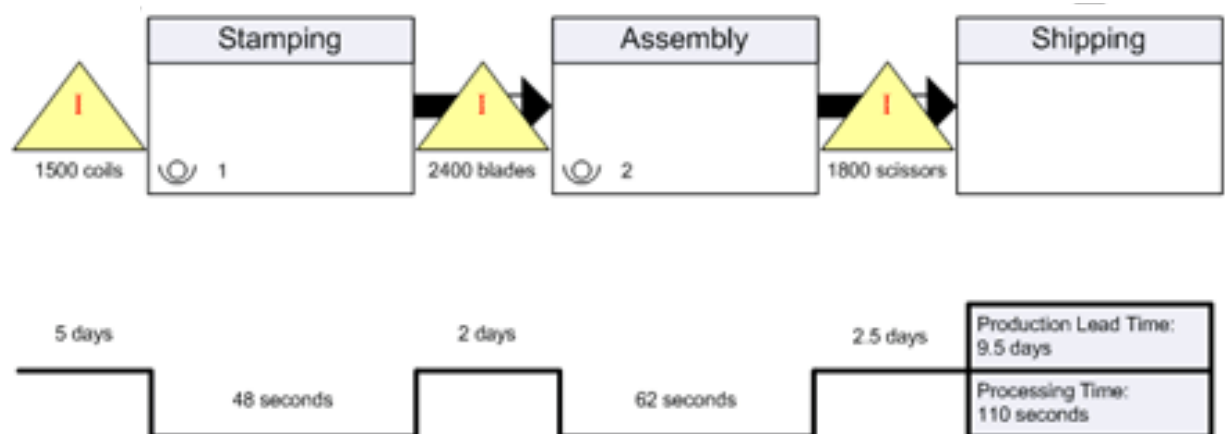 Stamping
Assembly
Shipping
I
I
I
1500 coils
1
2400 blades
2
1800 scissors
5 days
2 days
2.5 days
Production Lead Time:
9.5 days
48 seconds
62 seconds
Processing Time:
110 seconds